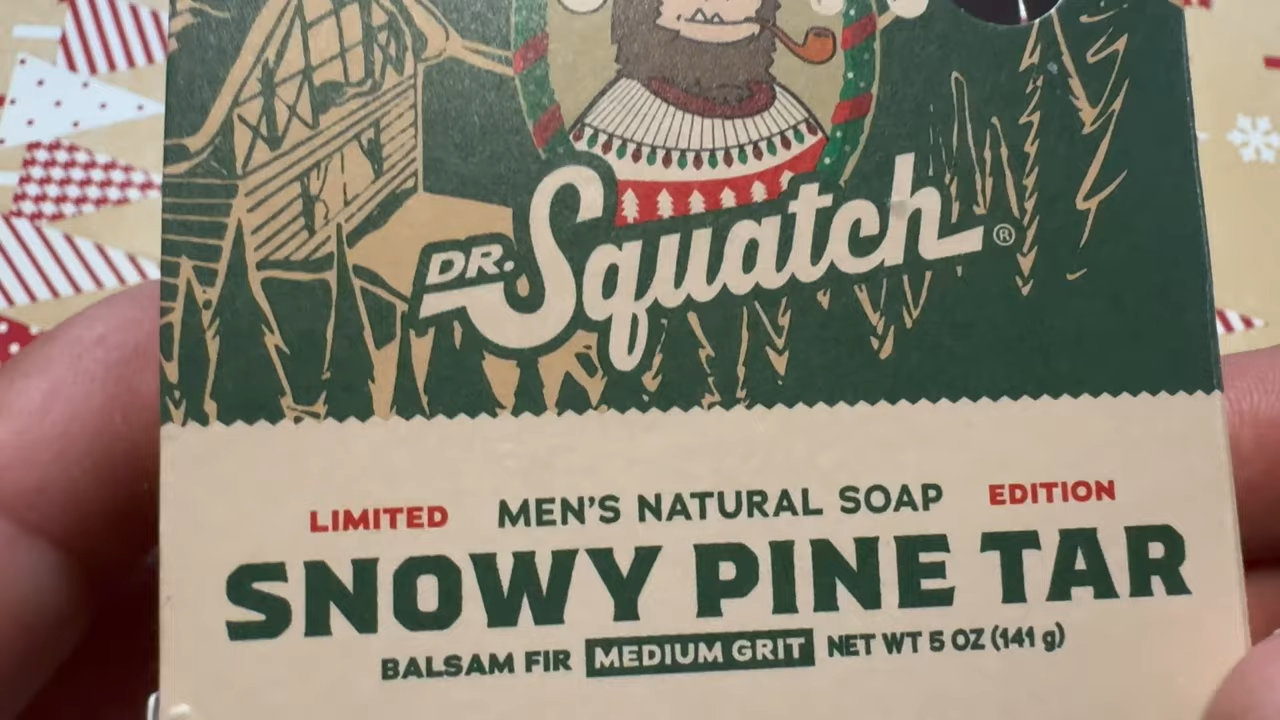 DR. Squatch®
LIMITED MEN'S NATURAL SOAP EDITION
SNOWY PINE TAR
BALSAM FIR MEDIUM GRIT NET WT 5 OZ (141 g)